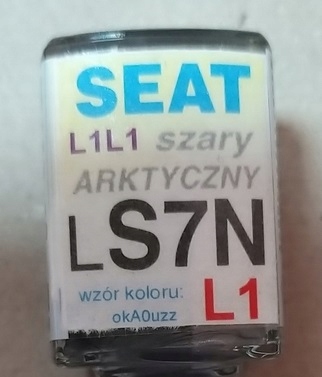 SEAT
L1L1 szary
ARKTYCZNY
LS7N
wzór koloru: L1
okA0uzz